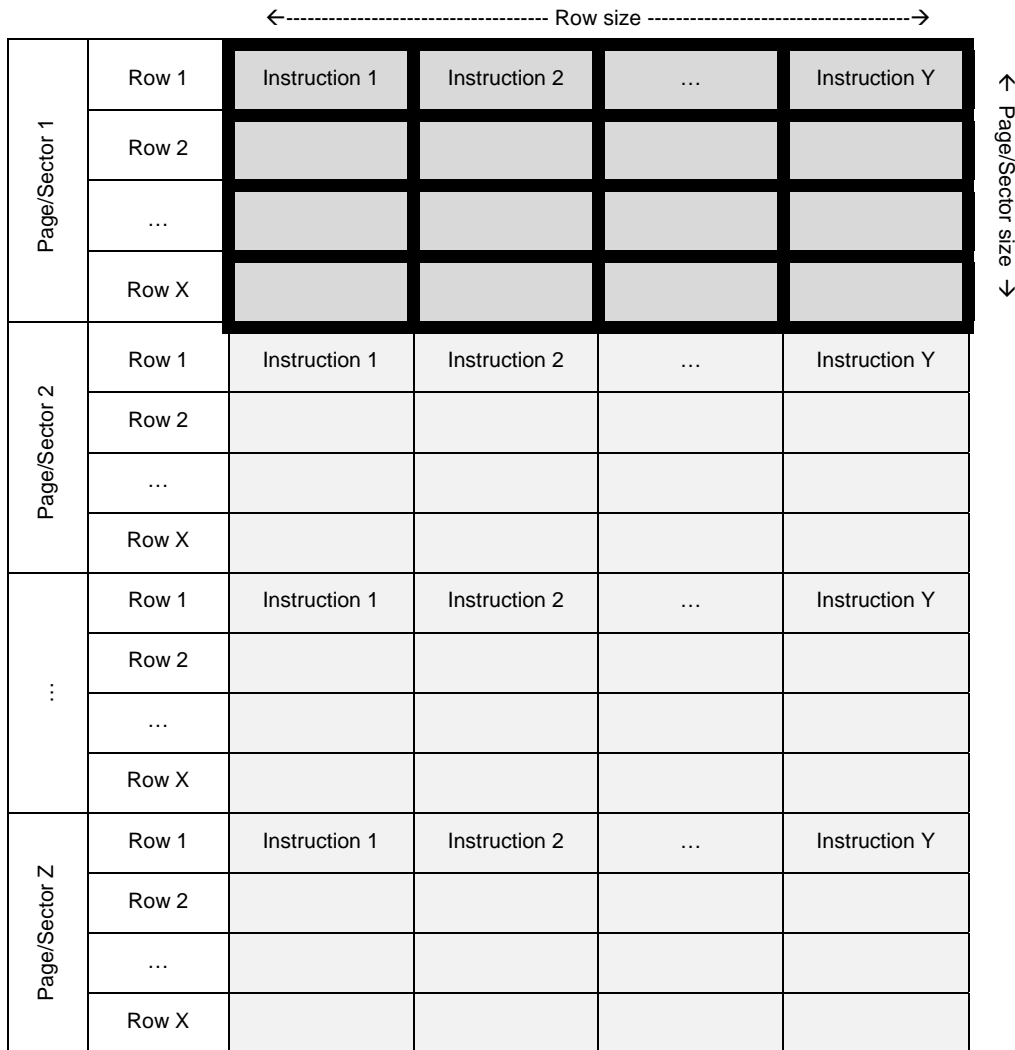 ←------------------------------------- Row size -------------------------------------→
Page/Sector 1
Row 1 Instruction 1 Instruction 2 … Instruction Y
Row 2
…
Row X
← Page/Sector size →
Page/Sector 2
Row 1 Instruction 1 Instruction 2 … Instruction Y
Row 2
…
Row X
…
Row 1 Instruction 1 Instruction 2 … Instruction Y
Row 2
…
Row X
Page/Sector Z
Row 1 Instruction 1 Instruction 2 … Instruction Y
Row 2
…
Row X